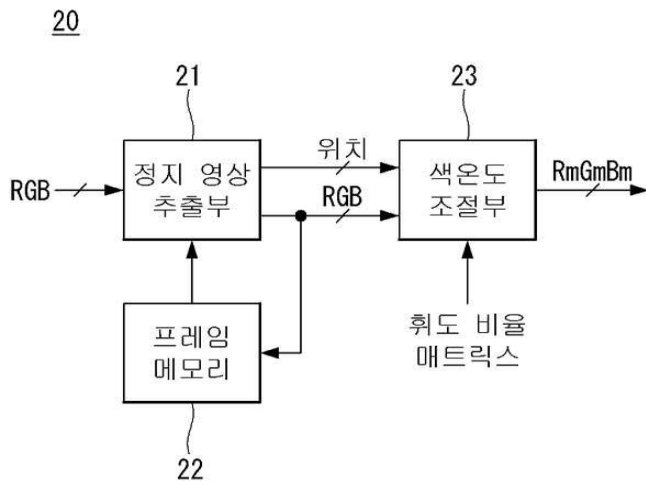 20
21
23
RGB
정지 영상
추출부
위치
RGB
색온도
조절부
RmGmBm
프레임
메모리
휘도 비율
매트릭스
22